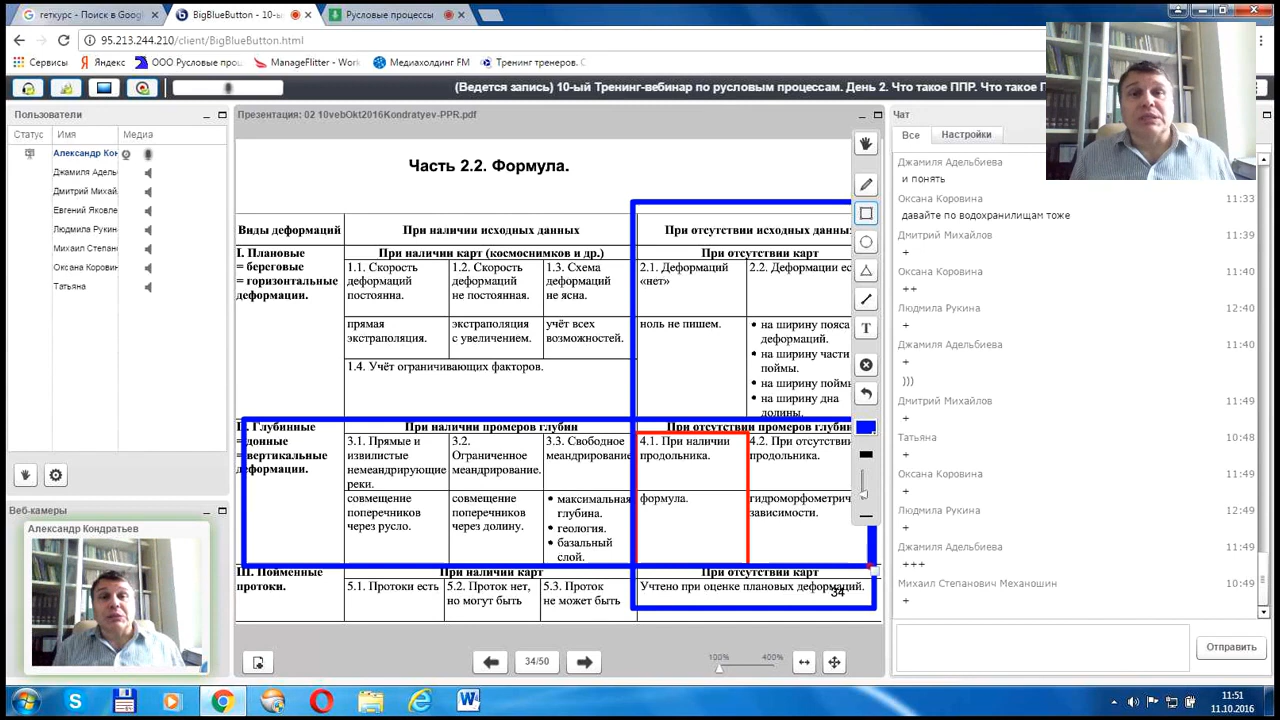 геткурс - Поиск в Goog
BigBlueButton - 10-ы
Русловые процессы
95.213.244.210/client/BigBlueButton.html
Сервисы
Яндекс
ООО Русловые проц
ManageFlitter - Work
Медиахолдинг FM
Тренинг тренеров. С
(Ведется запись) 10-ый Тренинг-вебинар по русловым процессам. День 2. Что такое ППР. Что такое
Пользователи
Статус Имя Медиа
Александр Кон
Джамиля Адель
Дмитрий Михай.
Евгений Яковле
Людмила Рукин
Михаил Степан
Оксана Коровин
Татьяна
Веб-камеры
Александр Кондратьев
Презентация: 02 10vebOkt2016Kondratyev-PPR.pdf
Часть 2.2. Формула.
Виды деформаций
При наличии исходных данных
При отсутствии исходных данны
I. Плановые
= береговые
= горизонтальные
деформации.
При наличии карт (космоснимков и др.)
При отсутствии карт
1.1. Скорость
деформаций
постоянна.
1.2. Скорость
деформаций
не постоянная.
1.3. Схема
деформаций
не ясна.
2.1. Деформаций
«нет»
2.2. Деформации ес
прямая
экстраполяция.
экстраполяция
с увеличением.
учёт всех
возможностей.
ноль не пишем.
• на ширину пояса
деформаций.
• на ширину части
поймы.
• на ширину поймы
• на ширину дна
долины.
1.4. Учёт ограничивающих факторов.
II. Глубинные
= донные
= вертикальные
деформации.
При наличии промеров глубин
При отсутствии промеров глубин
3.1. Прямые и
извилистые
немеандрирующие
реки.
3.2.
Ограниченное
меандрирование.
3.3. Свободное
меандрирование
4.1. При наличии
продольника.
4.2. При отсутствии
продольника.
совмещение
поперечников
через русло.
совмещение
поперечников
через долину.
• максимальная
глубина.
• геология.
• базальный
слой.
формула.
гидроморфометрич
зависимости.
III. Пойменные
протоки.
При наличии карт
При отсутствии карт
5.1. Протоки есть
5.2. Проток нет,
но могут быть
5.3. Проток
не может быть
Учтено при оценке плановых деформаций.
34
34/50
100%
400%
Чат
Все Настройки
Джамиля Адельбиева
и понять
Оксана Коровина 11:33
давайте по водохранилищам тоже
Дмитрий Михайлов 11:39
+
Оксана Коровина 11:40
++
Людмила Рукина 12:40
+
Джамиля Адельбиева 11:40
+
)))
Дмитрий Михайлов 11:49
+
Татьяна 10:48
+
Оксана Коровина 11:49
+
Людмила Рукина 12:49
+
Джамиля Адельбиева 11:49
+++
Михаил Степанович Механошин 10:49
+
Отправить
11:51
11.10.2016